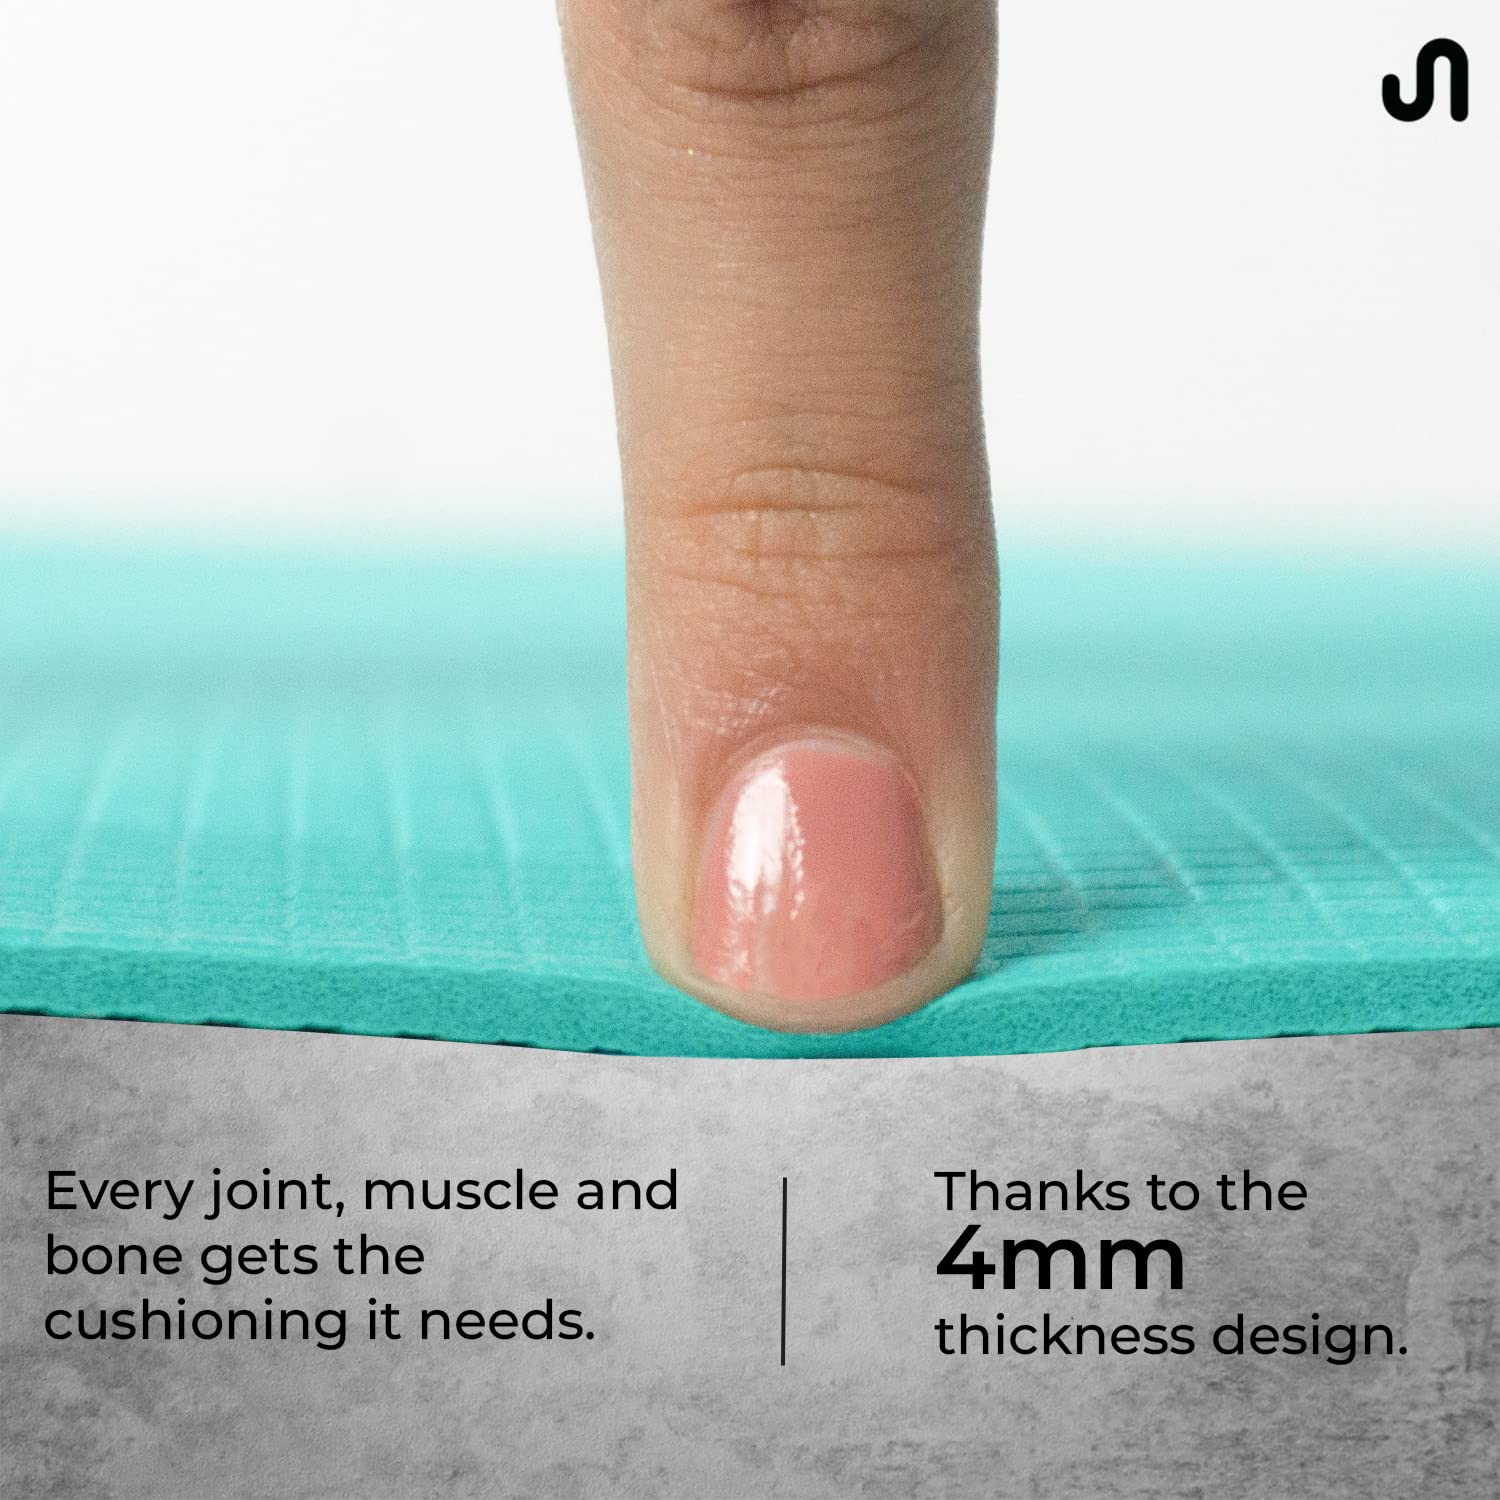 Every joint, muscle and
bone gets the
cushioning it needs.
Thanks to the
4mm
thickness design.